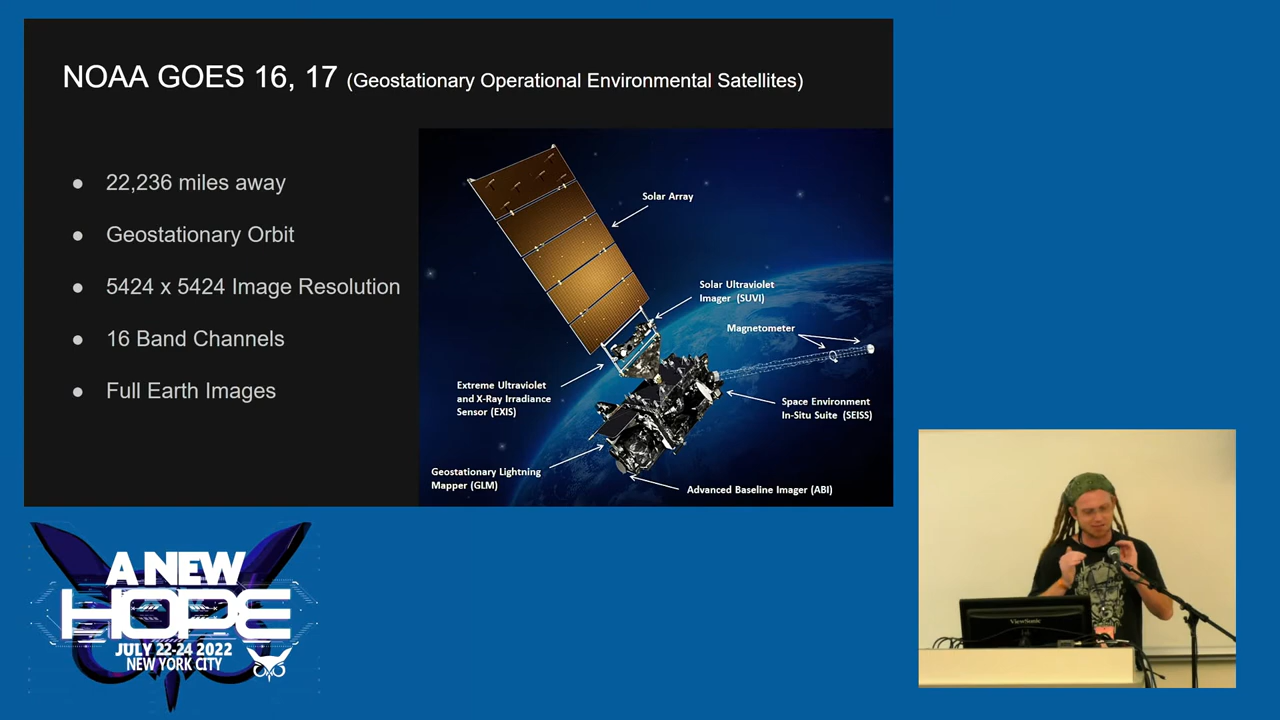 NOAA GOES 16, 17 (Geostationary Operational Environmental Satellites)
● 22,236 miles away
● Geostationary Orbit
● 5424 x 5424 Image Resolution
● 16 Band Channels
● Full Earth Images
Solar Array
Solar Ultraviolet
Imager (SUVI)
Magnetometer
Extreme Ultraviolet
and X-Ray Irradiance
Sensor (EXIS)
Space Environment
In-Situ Suite (SEISS)
Geostationary Lightning
Mapper (GLM)
Advanced Baseline Imager (ABI)
A NEW
HOPE
JULY 22-24 2022
NEW YORK CITY
ViewSonic